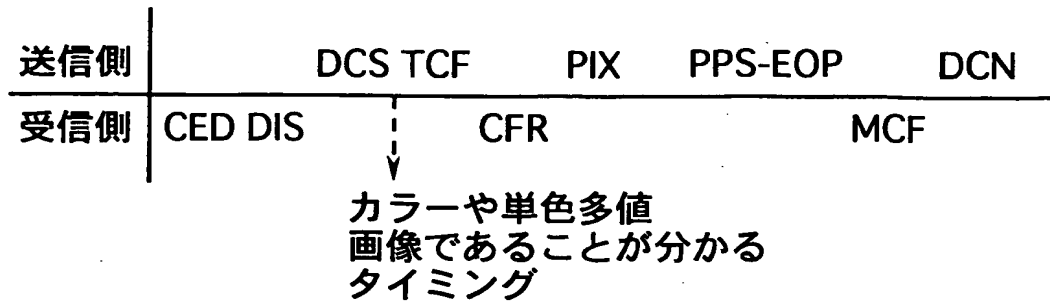 送信側 DCS TCF PIX PPS-EOP DCN
受信側 CED DIS CFR MCF
カラーや単色多値
画像であることが分かる
タイミング